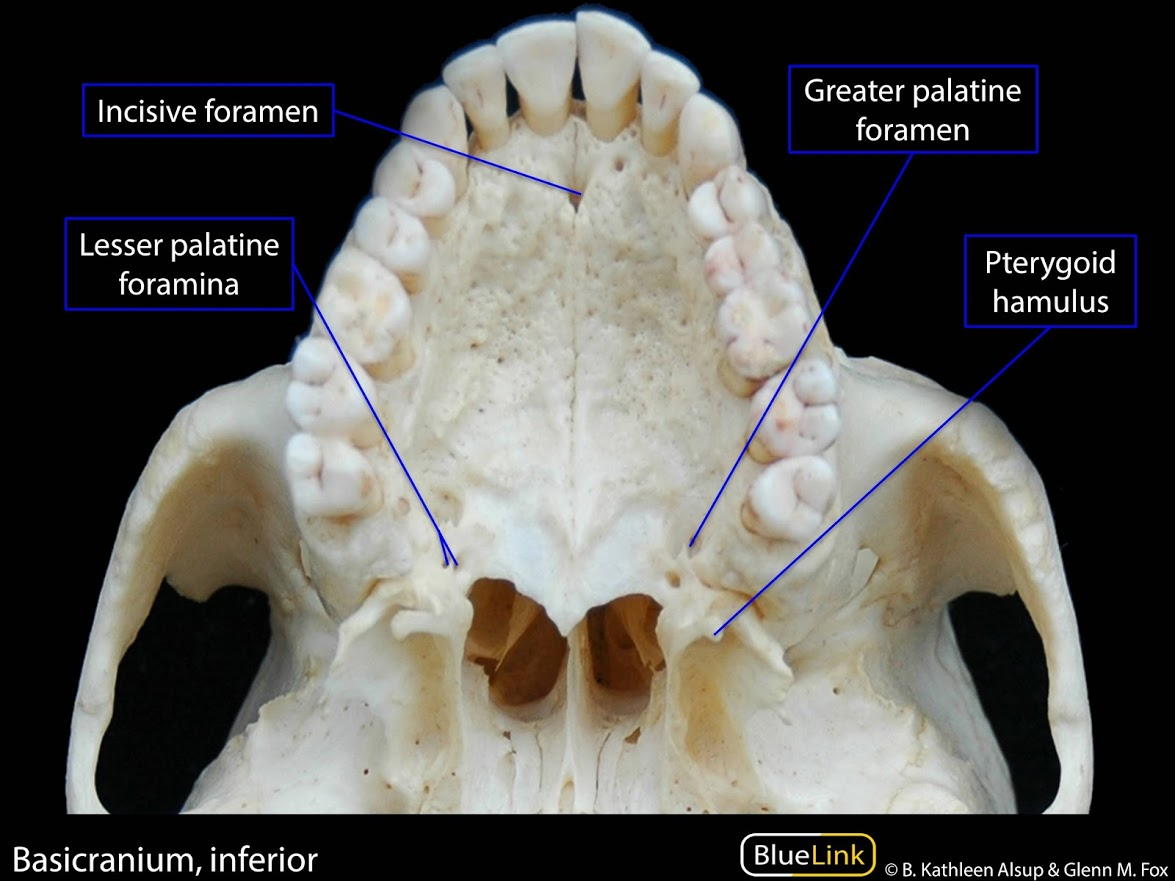 Incisive foramen
Greater palatine
foramen
Lesser palatine
foramina
Pterygoid
hamulus
Basicranium, inferior
BlueLink
© B. Kathleen Alsup & Glenn M. Fox